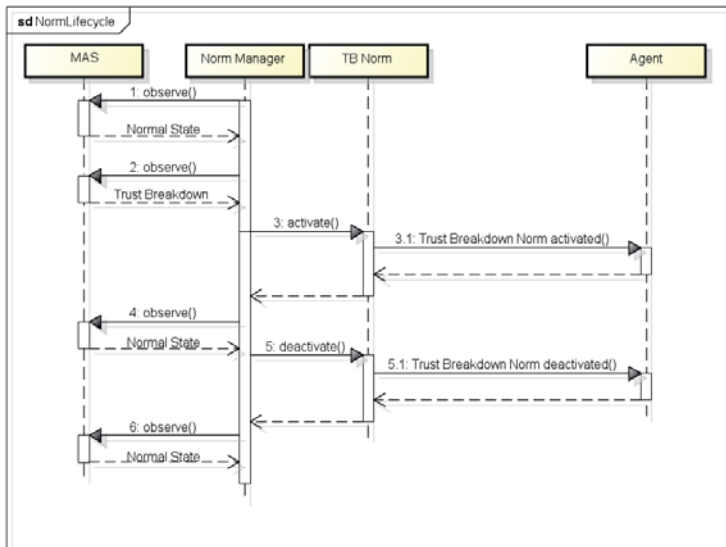 sd NormLifecycle
MAS
Norm Manager
TB Norm
Agent
1: observe()
Normal State
2: observe()
Trust Breakdown
3: activate()
3.1: Trust Breakdown Norm activated()
4: observe()
Normal State
5: deactivate()
5.1: Trust Breakdown Norm deactivated()
6: observe()
Normal State